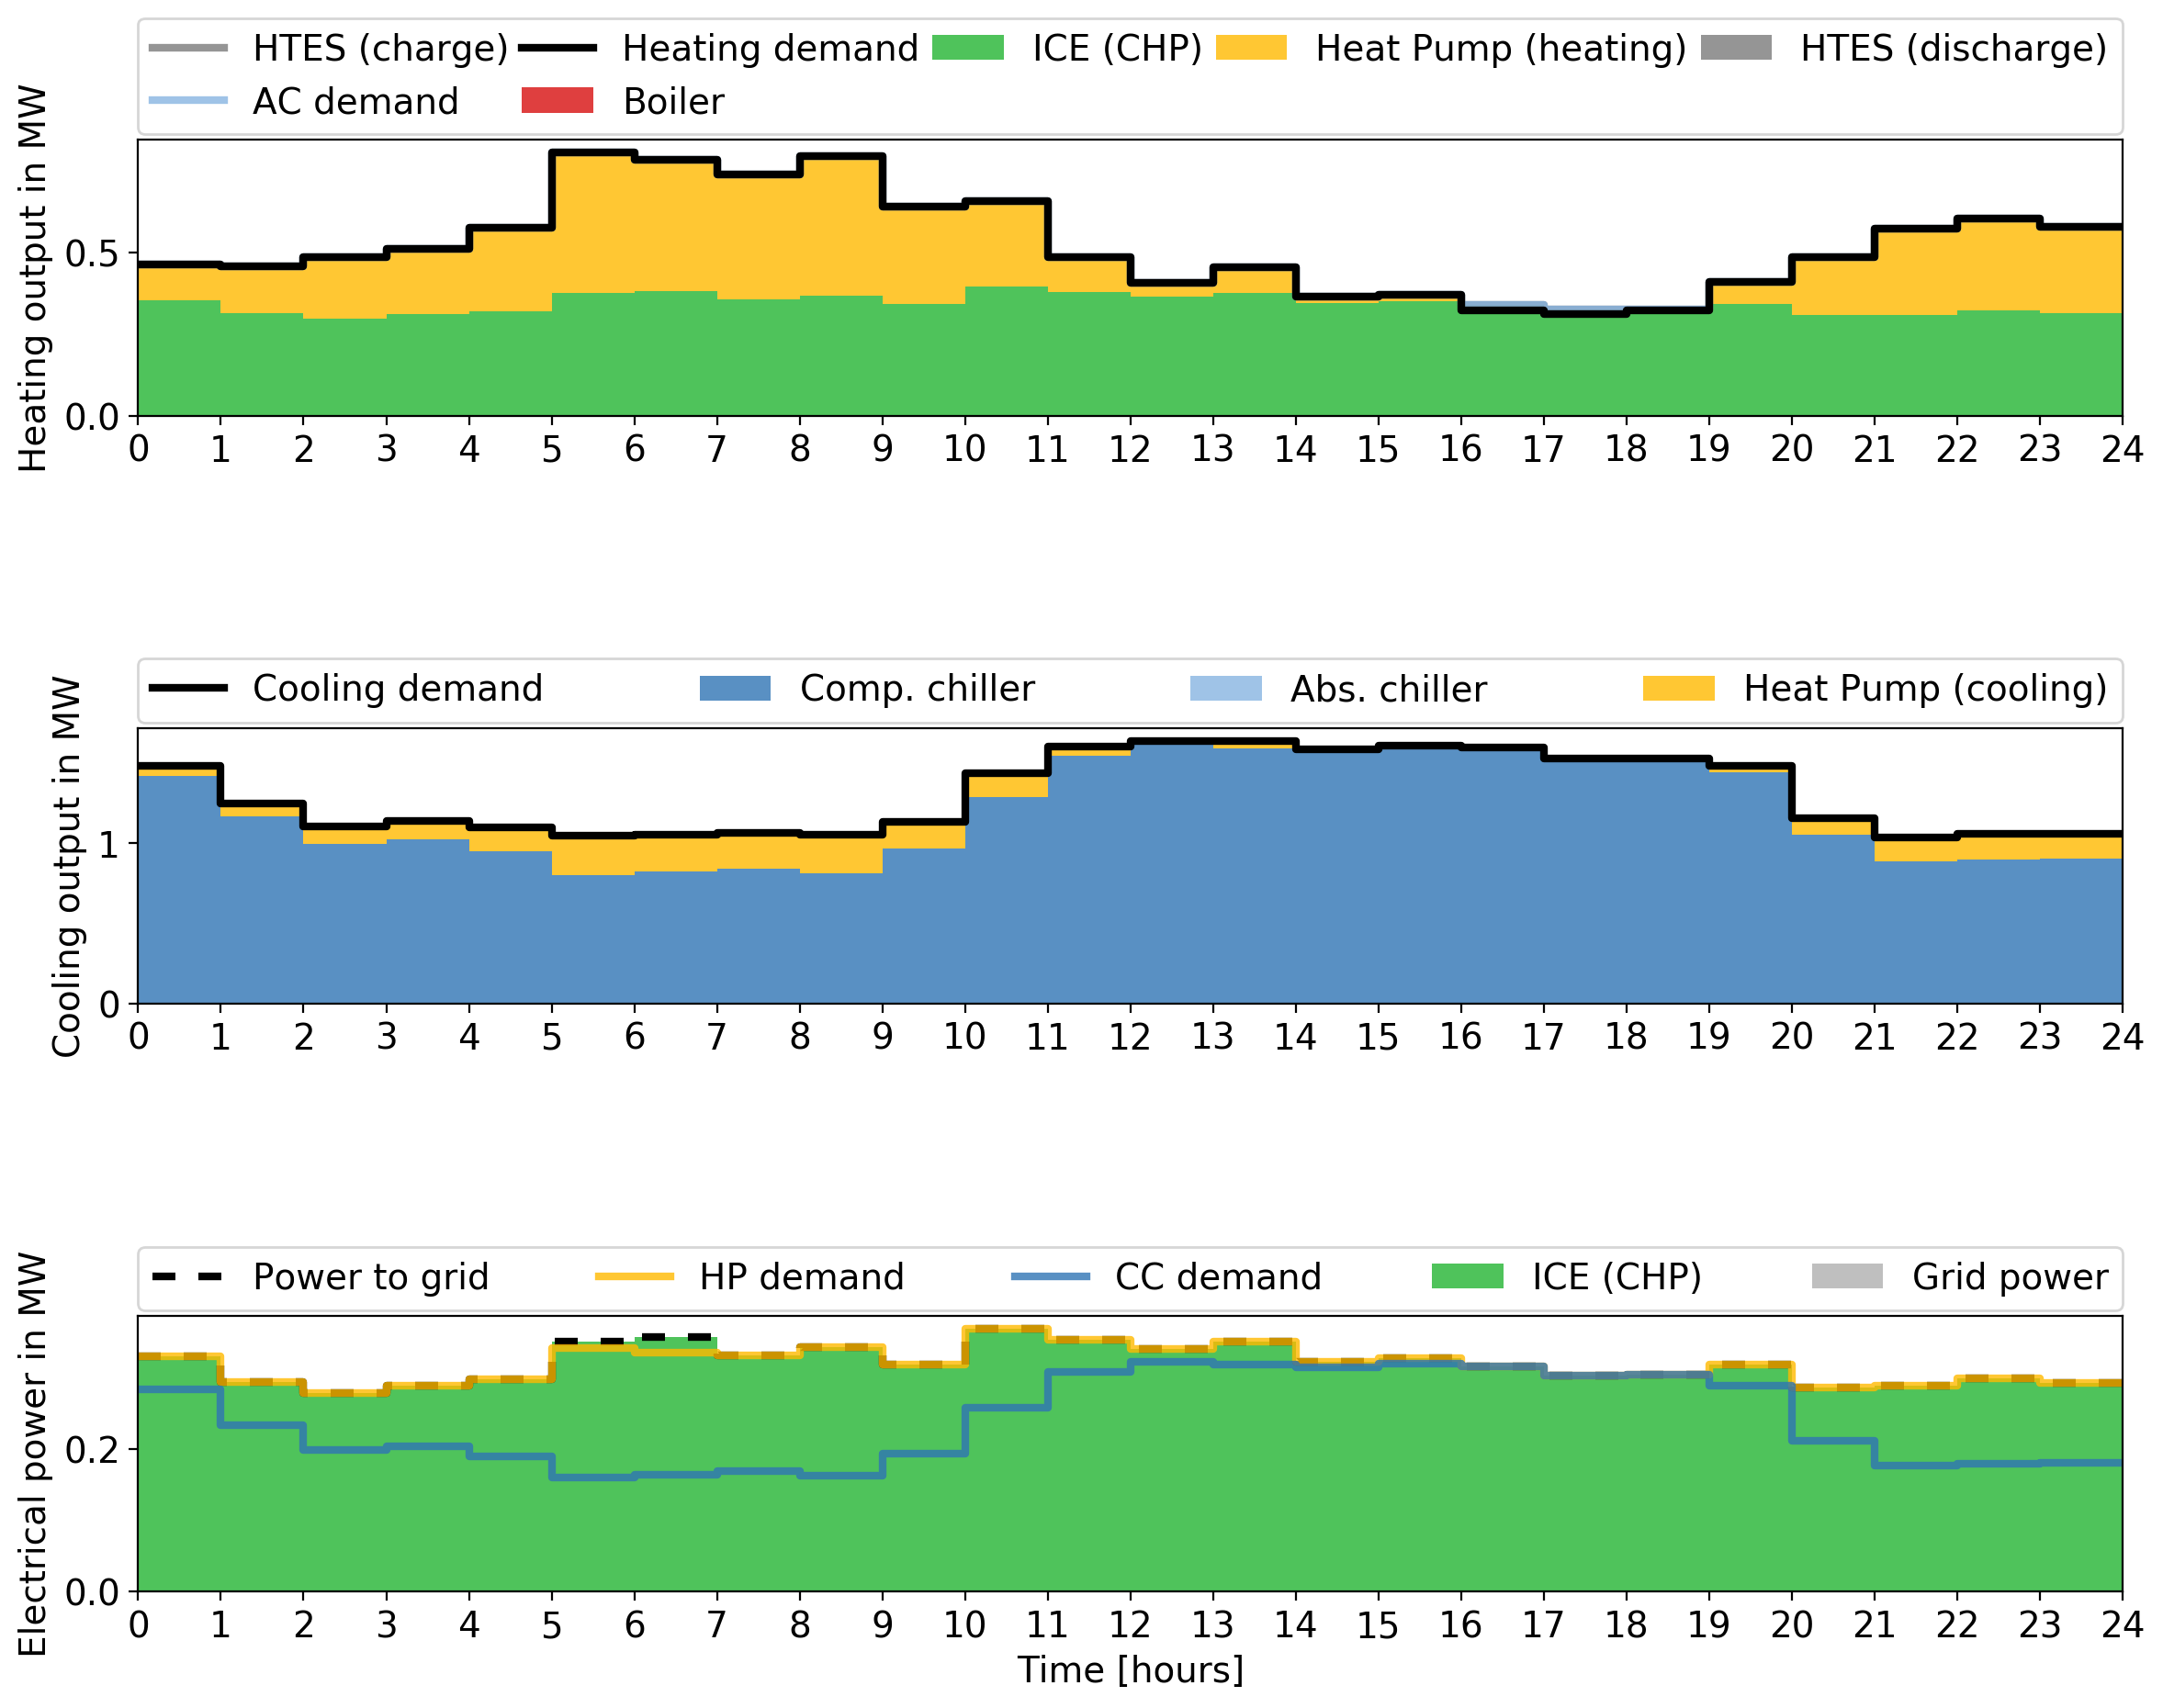 HTES (charge) Heating demand ICE (CHP) Heat Pump (heating) HTES (discharge)
AC demand Boiler
Heating output in MW
0.5
0.0
0 1 2 3 4 5 6 7 8 9 10 11 12 13 14 15 16 17 18 19 20 21 22 23 24
Cooling demand Comp. chiller Abs. chiller Heat Pump (cooling)
Cooling output in MW
1
0
0 1 2 3 4 5 6 7 8 9 10 11 12 13 14 15 16 17 18 19 20 21 22 23 24
Power to grid HP demand CC demand ICE (CHP) Grid power
Electrical power in MW
0.2
0.0
0 1 2 3 4 5 6 7 8 9 10 11 12 13 14 15 16 17 18 19 20 21 22 23 24
Time [hours]